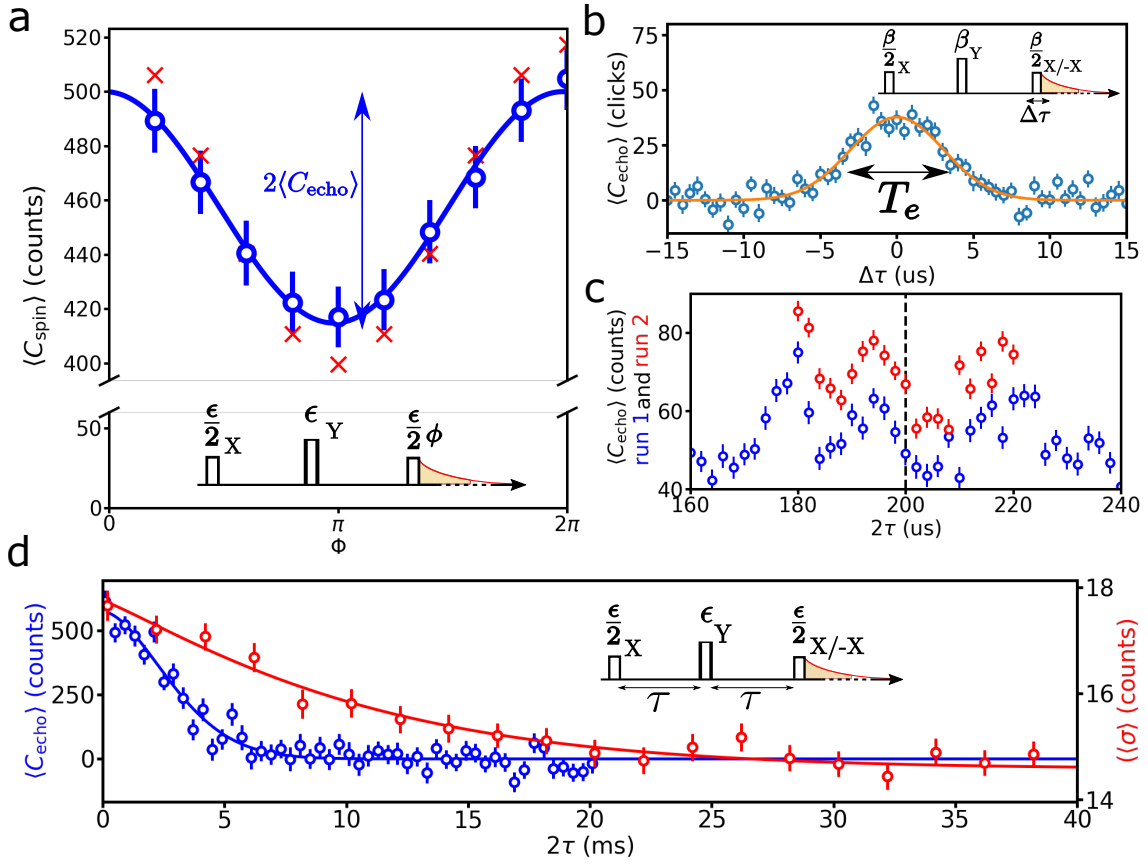 a
520
500
480
460
440
420
400
50
0
⟨C_spin⟩ (counts)
2⟨C_echo⟩
ϵ/2 X
ϵ Y
ϵ/2 ϕ
0
π
2π
Φ
b
75
50
25
0
⟨C_echo⟩ (clicks)
β/2 X
β Y
β/2 X/-X
Δτ
T_e
−15
−10
−5
0
5
10
15
Δτ (us)
c
80
60
40
⟨C_echo⟩ (counts)
run 1 and run 2
160
180
200
220
240
2τ (us)
d
500
250
0
⟨C_echo⟩ (counts)
ϵ/2 X
ϵ Y
ϵ/2 X/-X
τ
τ
18
16
14
⟨⟨σ⟩ (counts)
0
5
10
15
20
25
30
35
40
2τ (ms)